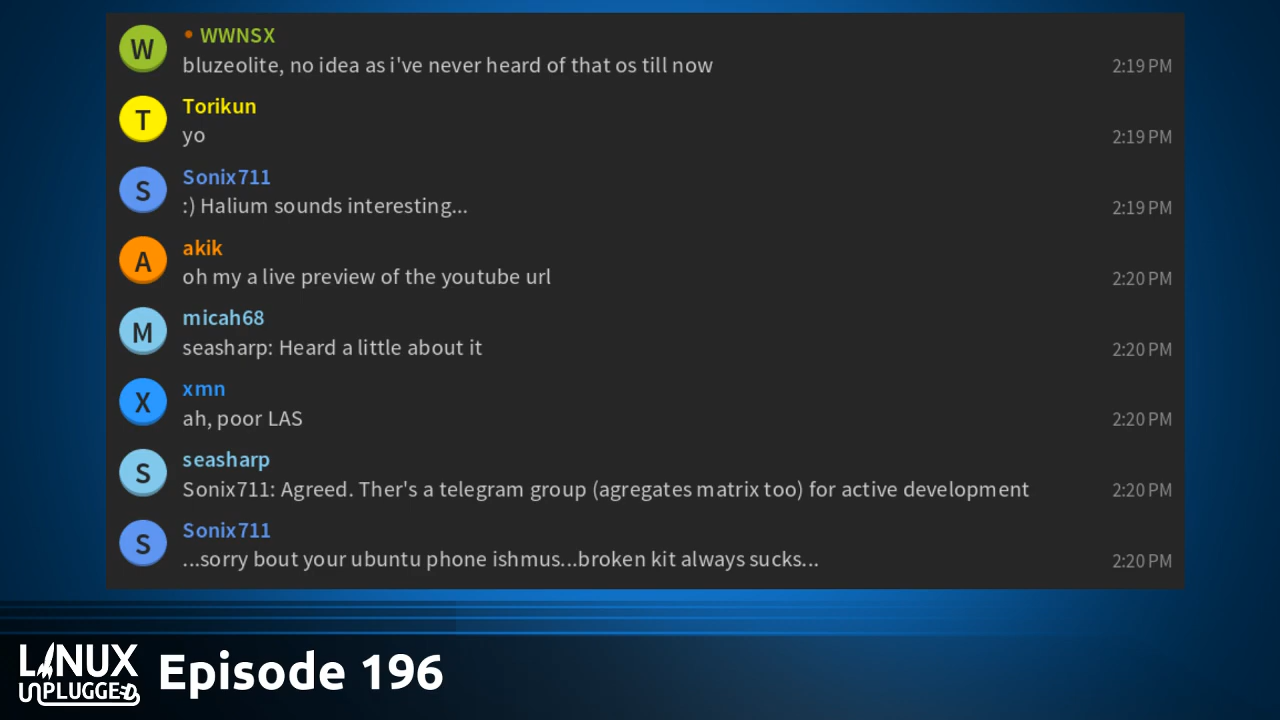 W
• WWNSX
bluzeolite, no idea as i've never heard of that os till now 2:19 PM
T
Torikun
yo 2:19 PM
S
Sonix711
:) Halium sounds interesting... 2:19 PM
A
akik
oh my a live preview of the youtube url 2:20 PM
M
micah68
seasharp: Heard a little about it 2:20 PM
X
xmn
ah, poor LAS 2:20 PM
S
seasharp
Sonix711: Agreed. Ther's a telegram group (agregates matrix too) for active development 2:20 PM
S
Sonix711
...sorry bout your ubuntu phone ishmus...broken kit always sucks... 2:20 PM
LINUX
UNPLUGGED
Episode 196